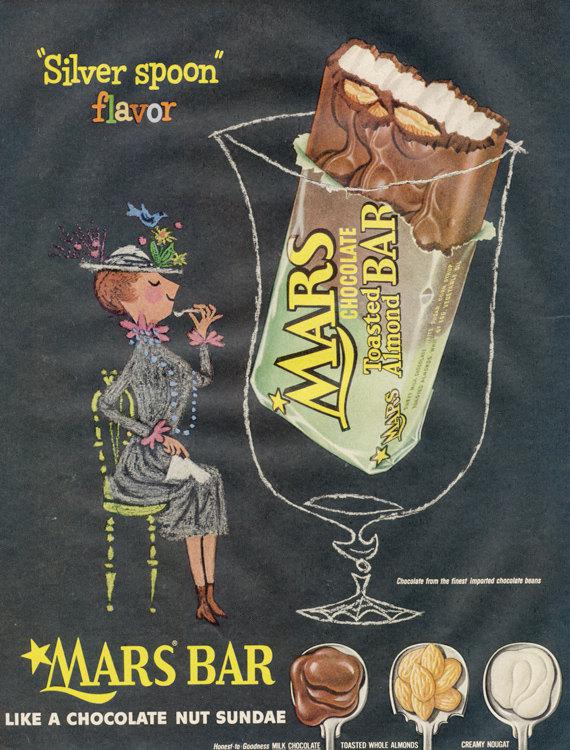 "Silver spoon"
flavor
MARS
CHOCOLATE
Toasted
Almond BAR
MARS
Chocolate from the finest imported chocolate beans
MARS® BAR
LIKE A CHOCOLATE NUT SUNDAE
Honest-to-Goodness MILK CHOCOLATE
TOASTED WHOLE ALMONDS
CREAMY NOUGAT